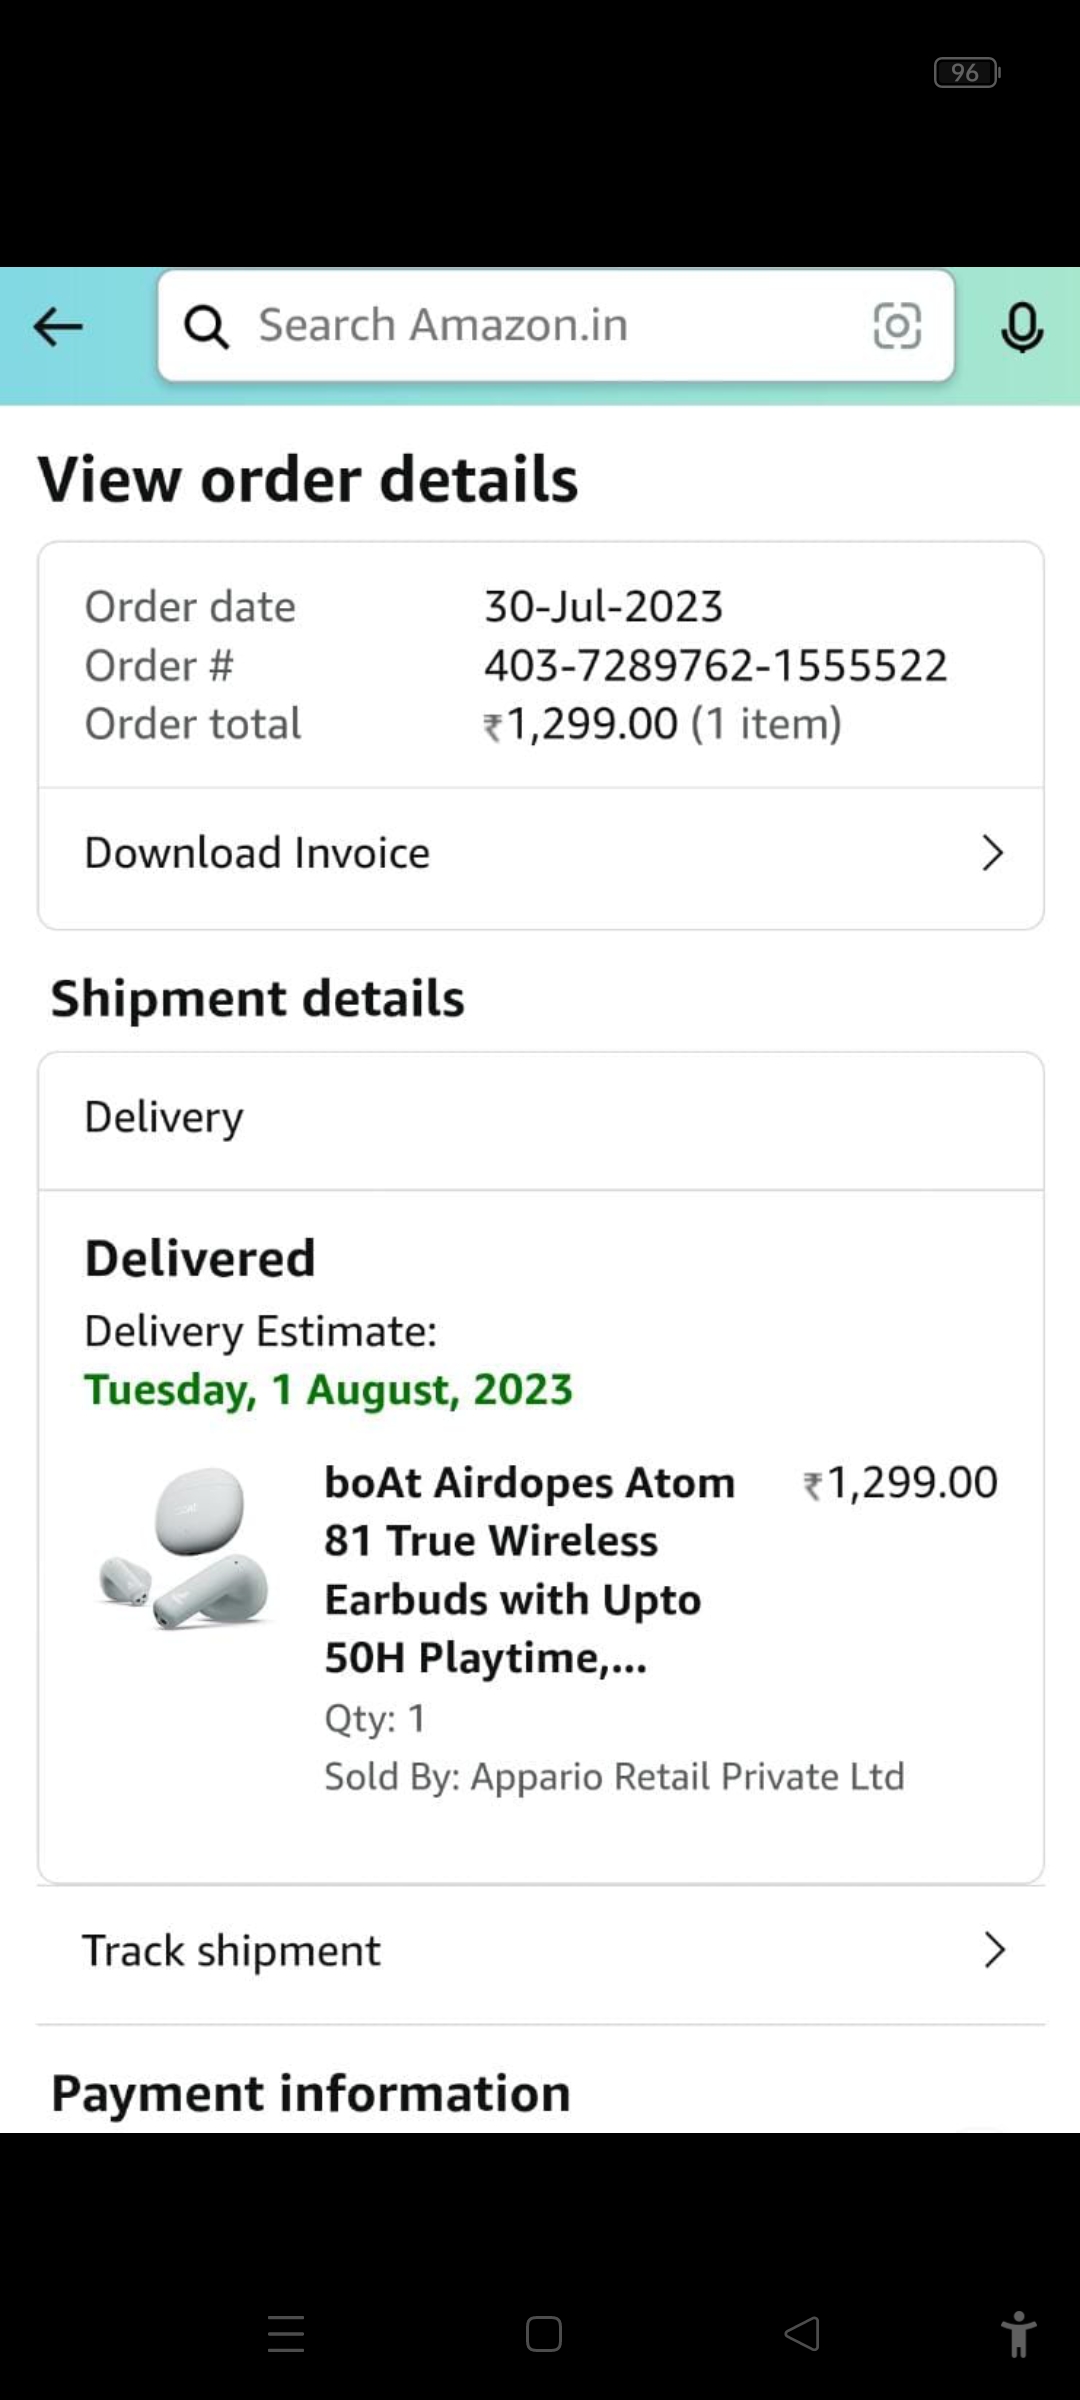 96
Search Amazon.in
View order details
Order date 30-Jul-2023
Order # 403-7289762-1555522
Order total ₹1,299.00 (1 item)
Download Invoice
Shipment details
Delivery
Delivered
Delivery Estimate:
Tuesday, 1 August, 2023
boAt Airdopes Atom ₹1,299.00
81 True Wireless
Earbuds with Upto
50H Playtime,...
Qty: 1
Sold By: Appario Retail Private Ltd
Track shipment
Payment information